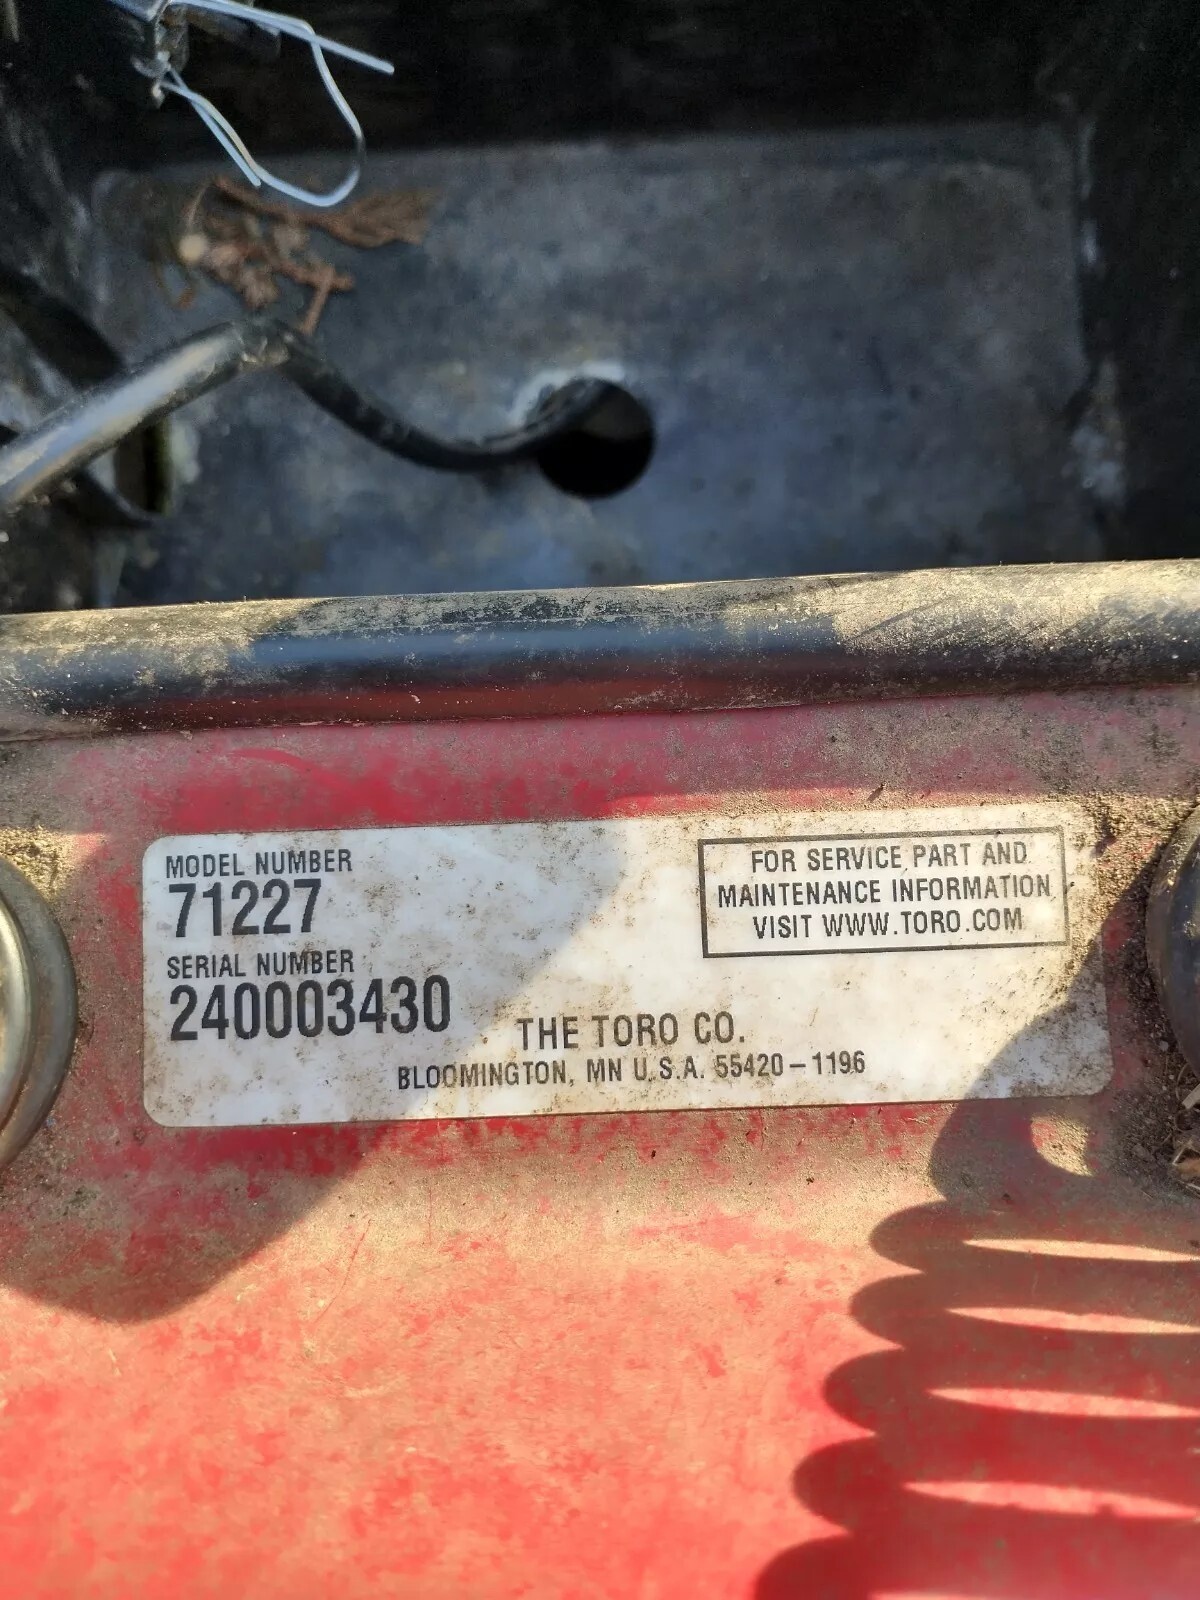 MODEL NUMBER
71227
SERIAL NUMBER
240003430
FOR SERVICE PART AND
MAINTENANCE INFORMATION
VISIT WWW.TORO.COM
THE TORO CO.
BLOOMINGTON, MN U.S.A. 55420-1196